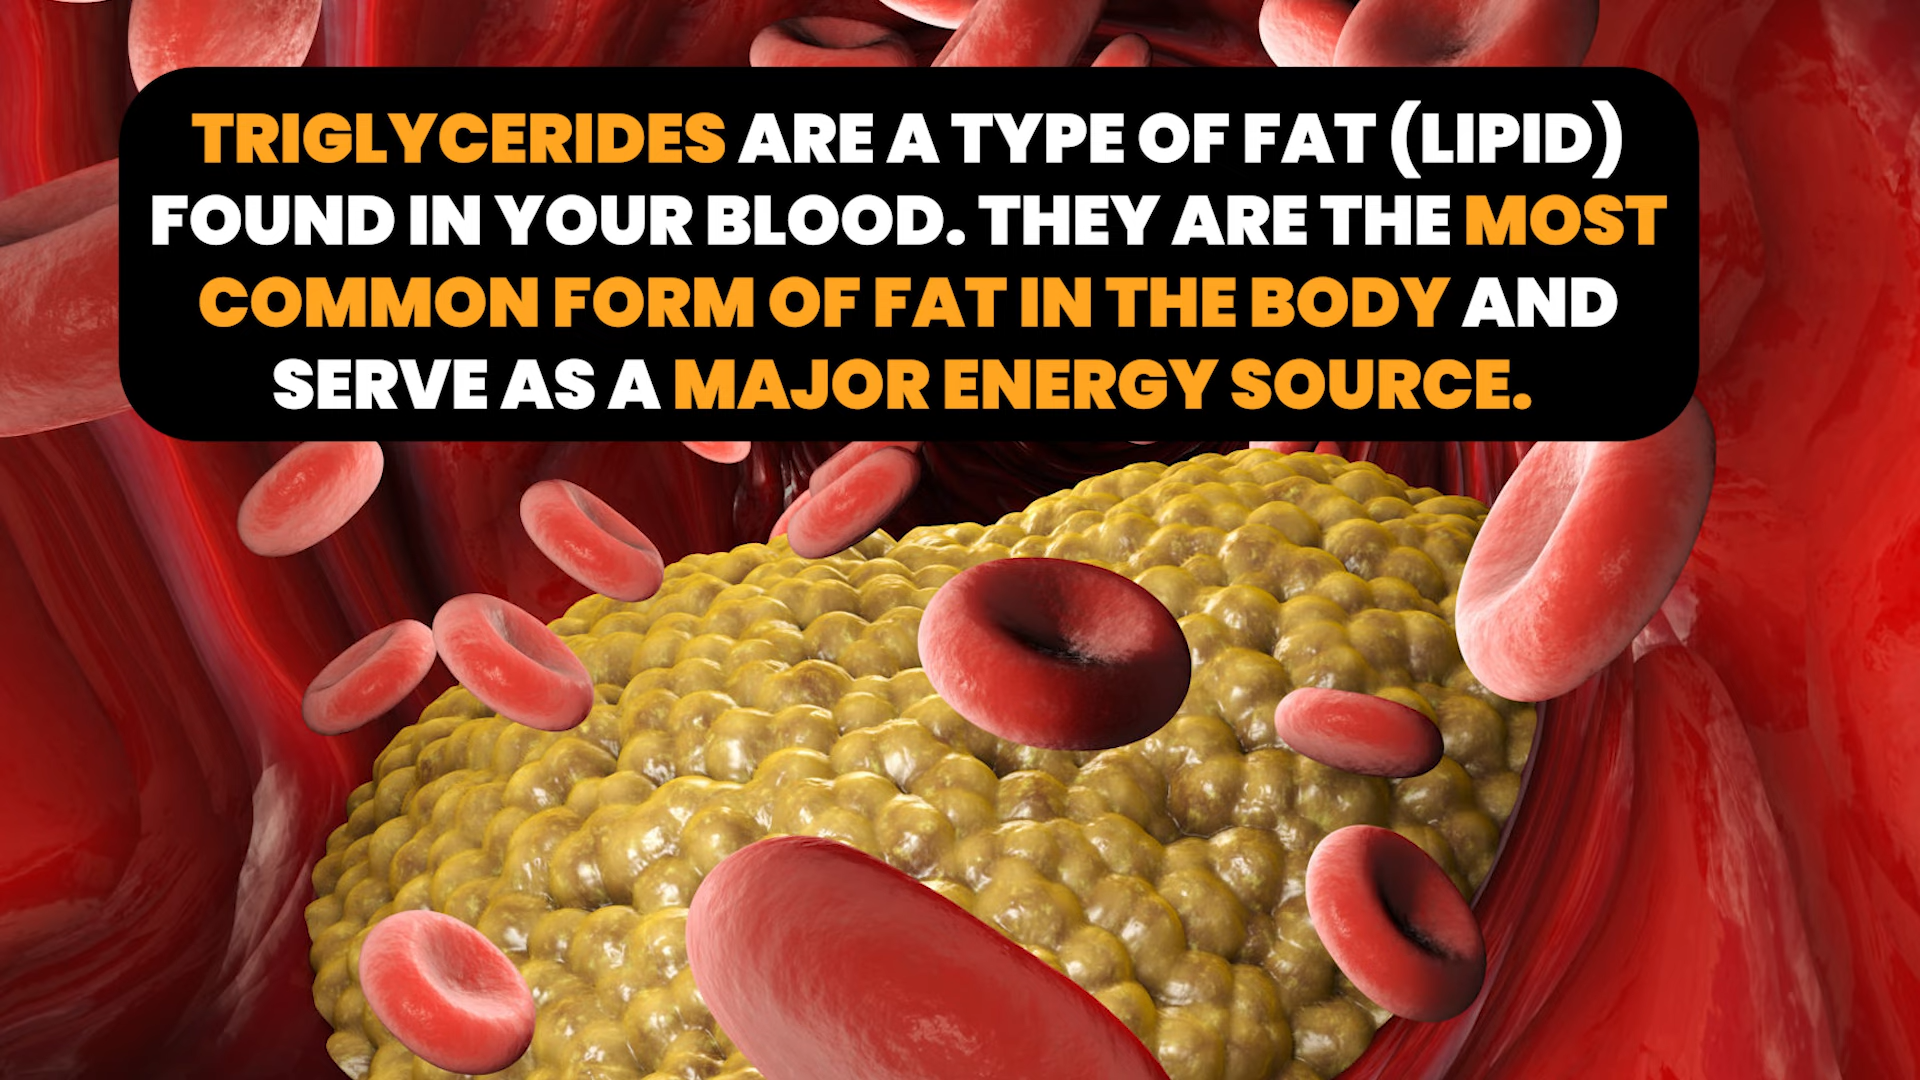 TRIGLYCERIDES ARE A TYPE OF FAT (LIPID)
FOUND IN YOUR BLOOD. THEY ARE THE MOST
COMMON FORM OF FAT IN THE BODY AND
SERVE AS A MAJOR ENERGY SOURCE.